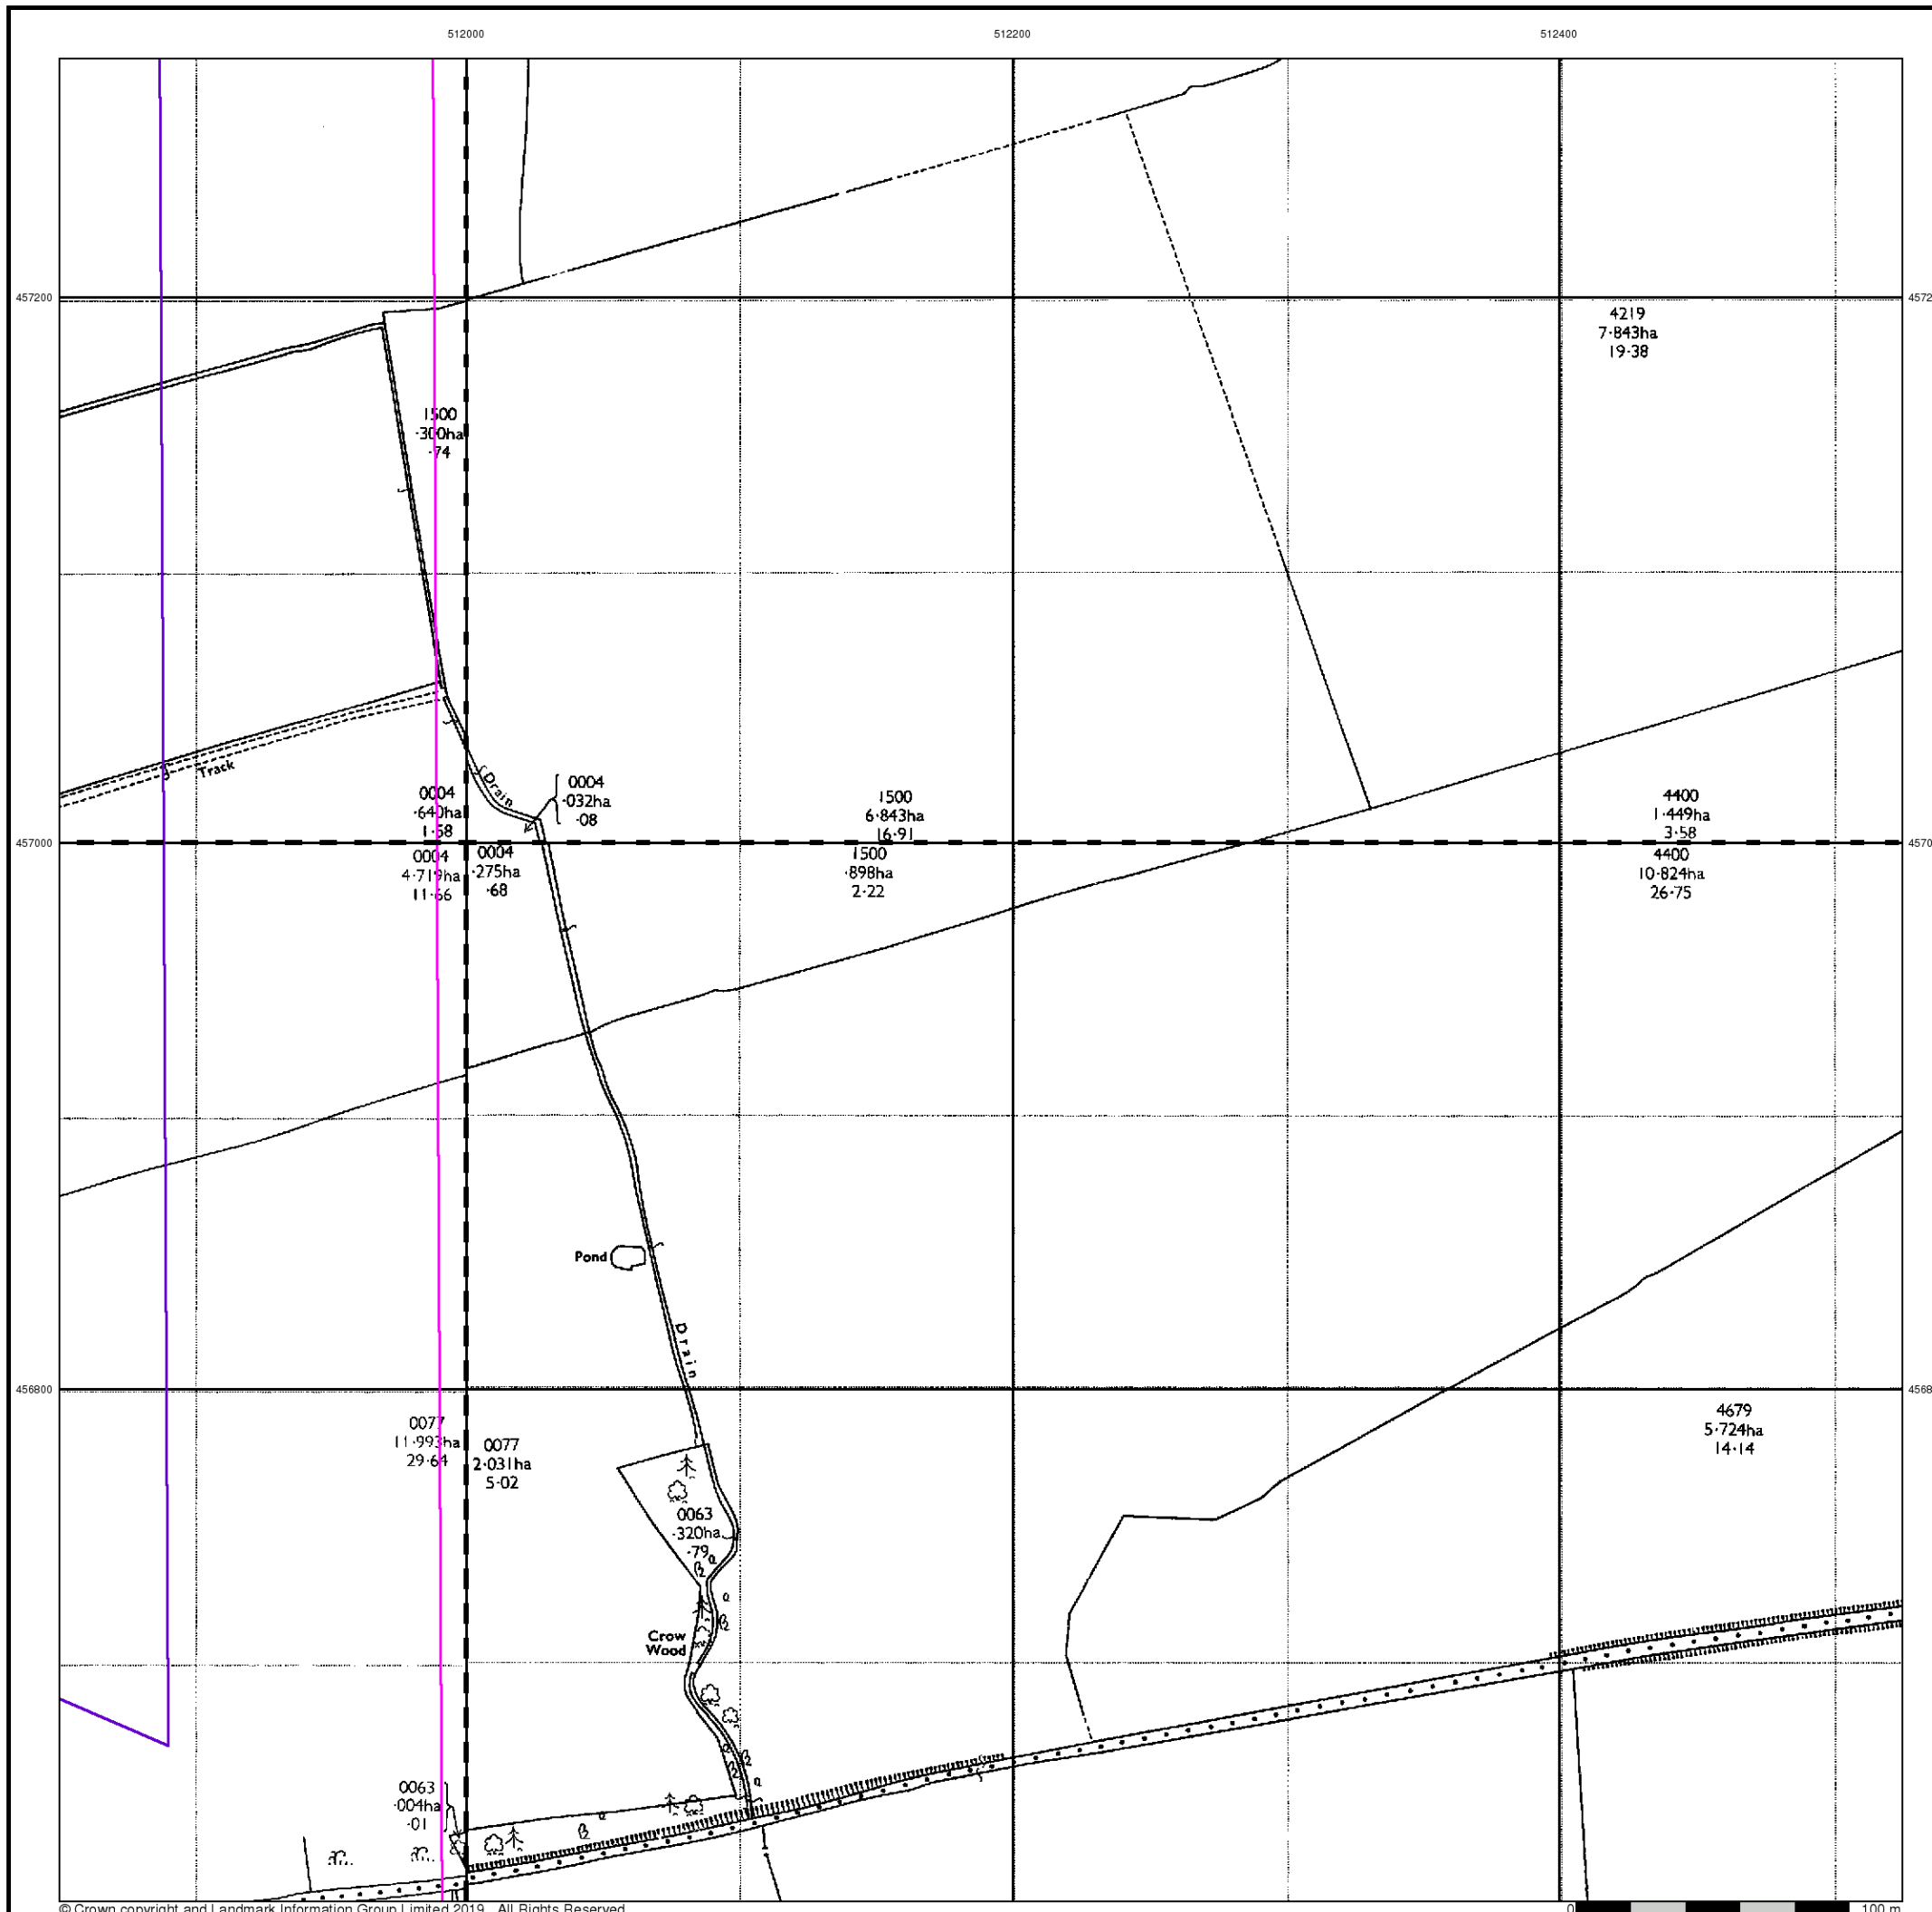 512000
512200
512400
457200
4572
4219
7·843ha
19·38
1500
·300ha
·74
Track
Drain
0004
·032ha
·08
0004
·640ha
1·58
1500
6·843ha
16·91
4400
1·449ha
3·58
457000
4570
0004
4·719ha
11·66
0004
·275ha
·68
1500
·898ha
2·22
4400
10·824ha
26·75
Pond
Drain
456800
4568
0077
11·993ha
29·64
0077
2·031ha
5·02
4679
5·724ha
14·14
0063
·320ha
·79
Crow
Wood
0063
·004ha
·01
© Crown copyright and Landmark Information Group Limited 2019. All Rights Reserved
0
100 m